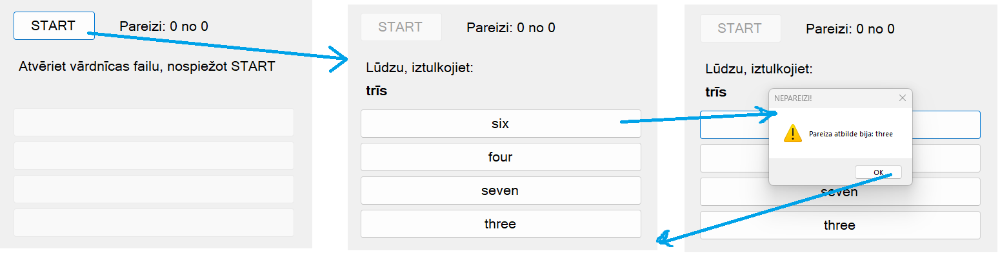 START Pareizi: 0 no 0
Atvēriet vārdnīcas failu, nospiežot START
START Pareizi: 0 no 0
Lūdzu, iztulkojiet:
trīs
six
four
seven
three
START Pareizi: 0 no 0
Lūdzu, iztulkojiet:
trīs
NEPAREIZI!
Pareiza atbilde bija: three
OK
seven
three